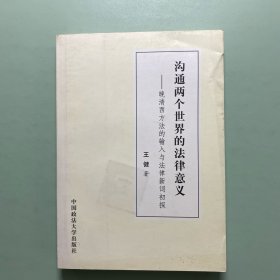 沟通两个世界的法律意义
——晚清西方法的输入与法律新词初探
王健 著
中国政法大学出版社